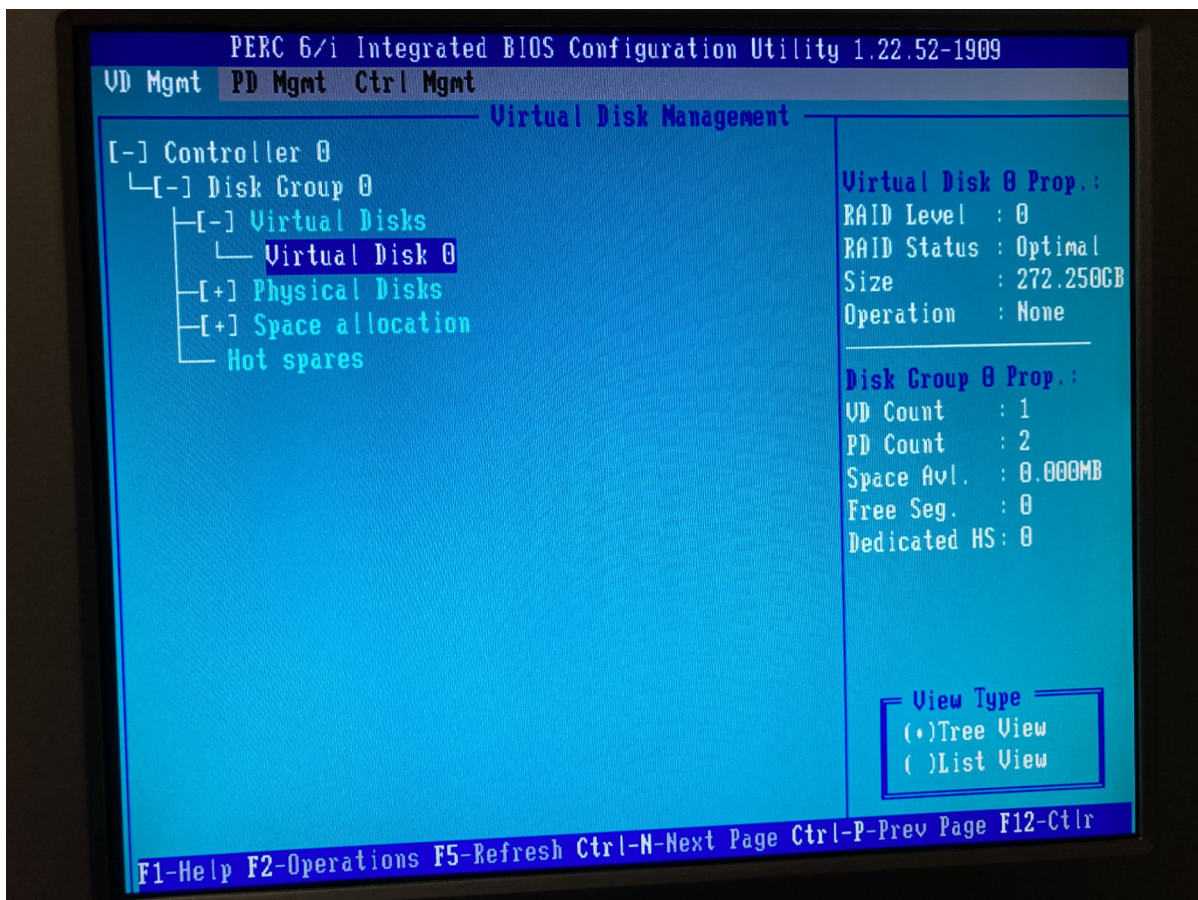 PERC 6/i Integrated BIOS Configuration Utility 1.22.52-1909
VD Mgmt PD Mgmt Ctrl Mgmt
Virtual Disk Management
[-] Controller 0
[-] Disk Group 0
[-] Virtual Disks
Virtual Disk 0
[+] Physical Disks
[+] Space allocation
Hot spares
Virtual Disk 0 Prop.:
RAID Level : 0
RAID Status : Optimal
Size : 272.250GB
Operation : None
Disk Group 0 Prop.:
VD Count : 1
PD Count : 2
Space Avl. : 0.000MB
Free Seg. : 0
Dedicated HS: 0
View Type
(•)Tree View
( )List View
F1-Help F2-Operations F5-Refresh Ctrl-N-Next Page Ctrl-P-Prev Page F12-Ctlr